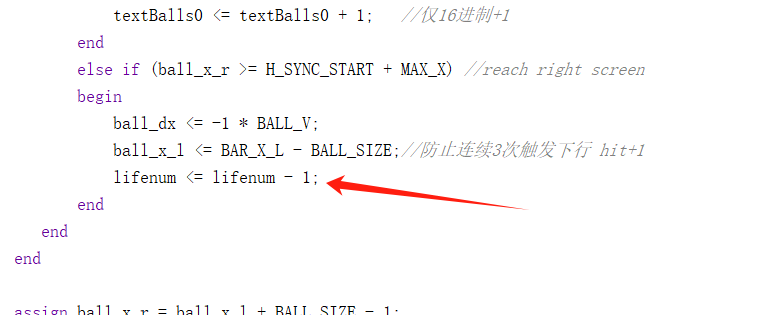 textBalls0 <= textBalls0 + 1;   //仅16进制+1
end
else if (ball_x_r >= H_SYNC_START + MAX_X) //reach right screen
begin
ball_dx <= -1 * BALL_V;
ball_x_l <= BAR_X_L - BALL_SIZE;//防止连续3次触发下行 hit+1
lifenum <= lifenum - 1;
end
end
end
assign ball_x_r = ball_x_l + BALL_SIZE - 1;